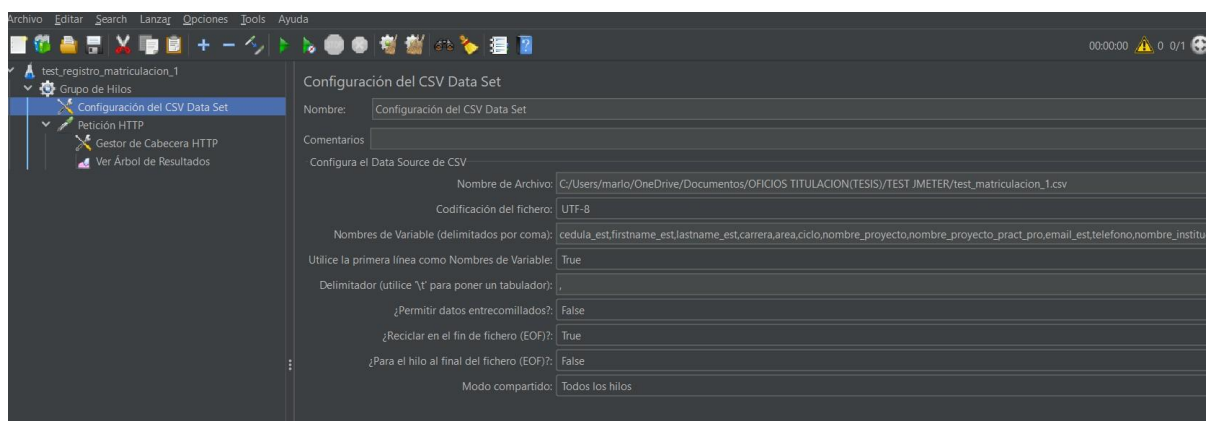 Archivo Editar Search Lanzar Opciones Tools Ayuda
00:00:00 0 0/1
test_registro_matriculacion_1
Grupo de Hilos
Configuración del CSV Data Set
Petición HTTP
Gestor de Cabecera HTTP
Ver Árbol de Resultados
Configuración del CSV Data Set
Nombre: Configuración del CSV Data Set
Comentarios
Configura el Data Source de CSV
Nombre de Archivo: C:/Users/marlo/OneDrive/Documentos/OFICIOS TITULACION(TESIS)/TEST JMETER/test_matriculacion_1.csv
Codificación del fichero: UTF-8
Nombres de Variable (delimitados por coma): cedula_est,firstname_est,lastname_est,carrera,area,ciclo,nombre_proyecto,nombre_proyecto_pract_pro,email_est,telefono,nombre_institu
Utilice la primera línea como Nombres de Variable: True
Delimitador (utilice '\t' para poner un tabulador): ,
¿Permitir datos entrecomillados?: False
¿Reciclar en el fin de fichero (EOF)?: True
¿Para el hilo al final del fichero (EOF)?: False
Modo compartido: Todos los hilos